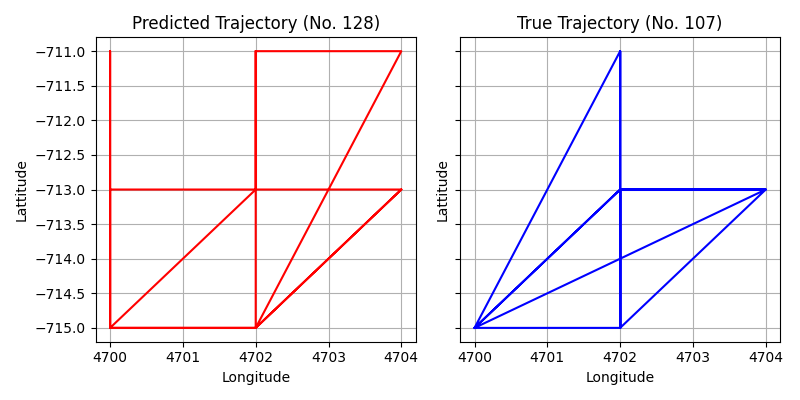 Predicted Trajectory (No. 128)
Lattitude
−711.0
−711.5
−712.0
−712.5
−713.0
−713.5
−714.0
−714.5
−715.0
4700 4701 4702 4703 4704
Longitude
True Trajectory (No. 107)
Lattitude
4700 4701 4702 4703 4704
Longitude